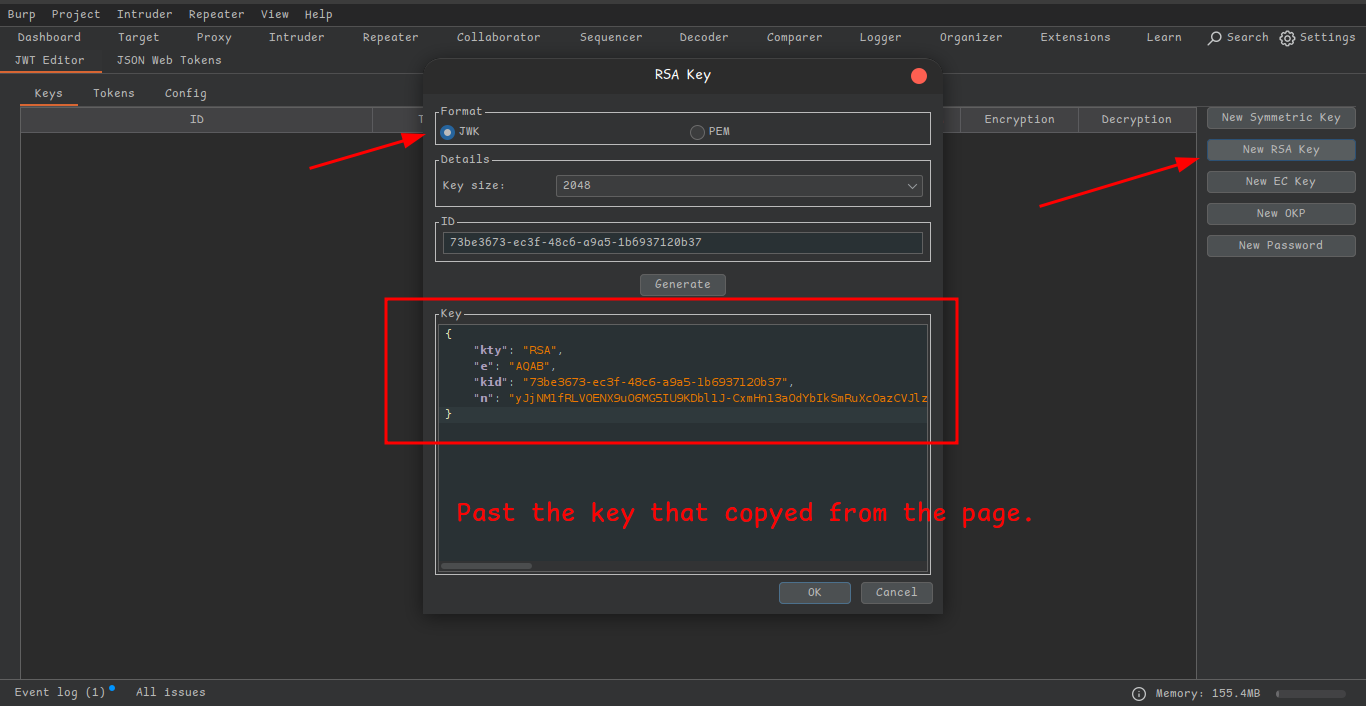 Burp Project Intruder Repeater View Help
Dashboard Target Proxy Intruder Repeater Collaborator Sequencer Decoder Comparer Logger Organizer Extensions Learn Search Settings
JWT Editor JSON Web Tokens
RSA Key
Keys Tokens Config
ID T Encryption Decryption
New Symmetric Key
New RSA Key
New EC Key
New OKP
New Password
Format
JWK PEM
Details
Key size: 2048
ID
73be3673-ec3f-48c6-a9a5-1b6937120b37
Generate
Key
{
"kty": "RSA",
"e": "AQAB",
"kid": "73be3673-ec3f-48c6-a9a5-1b6937120b37",
"n":
}
Past the key that copyed from the page.
OK Cancel
Event log (1) All issues Memory: 155.4MB